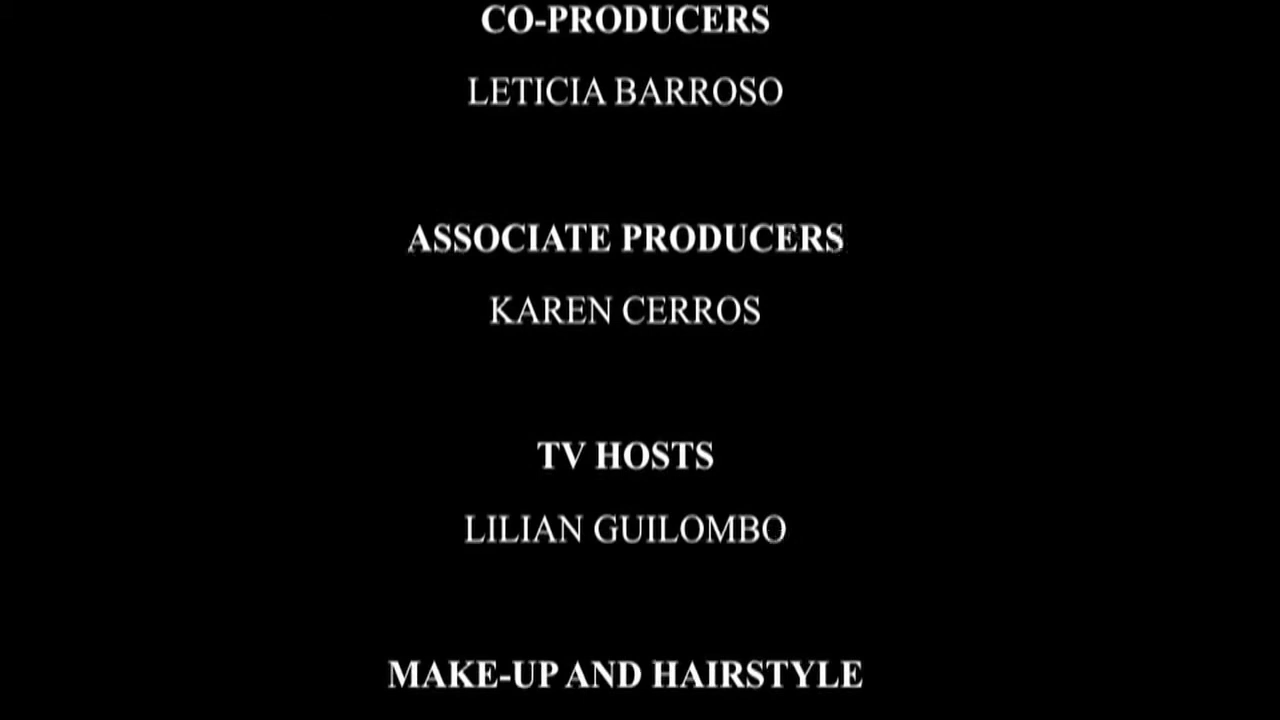 CO-PRODUCERS
LETICIA BARROSO
ASSOCIATE PRODUCERS
KAREN CERROS
TV HOSTS
LILIAN GUILOMBO
MAKE-UP AND HAIRSTYLE